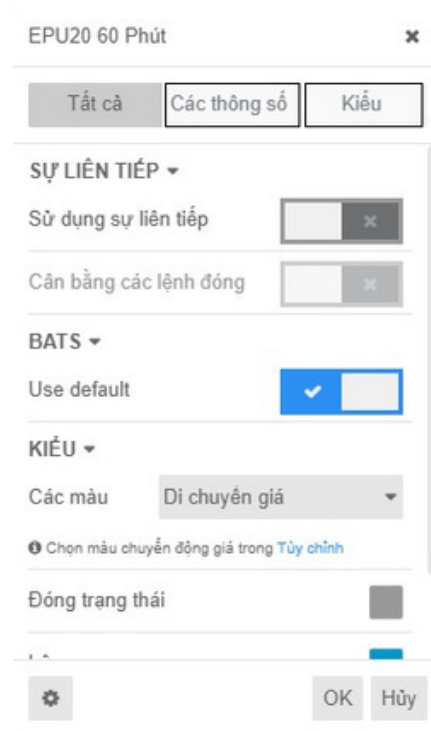 EPU20 60 Phút
Tất cả Các thông số Kiểu
SỰ LIÊN TIẾP
Sử dụng sự liên tiếp
Cân bằng các lệnh đóng
BATS
Use default
KIỂU
Các màu Di chuyển giá
Chọn màu chuyển động giá trong Tùy chỉnh
Đóng trạng thái
OK Hủy